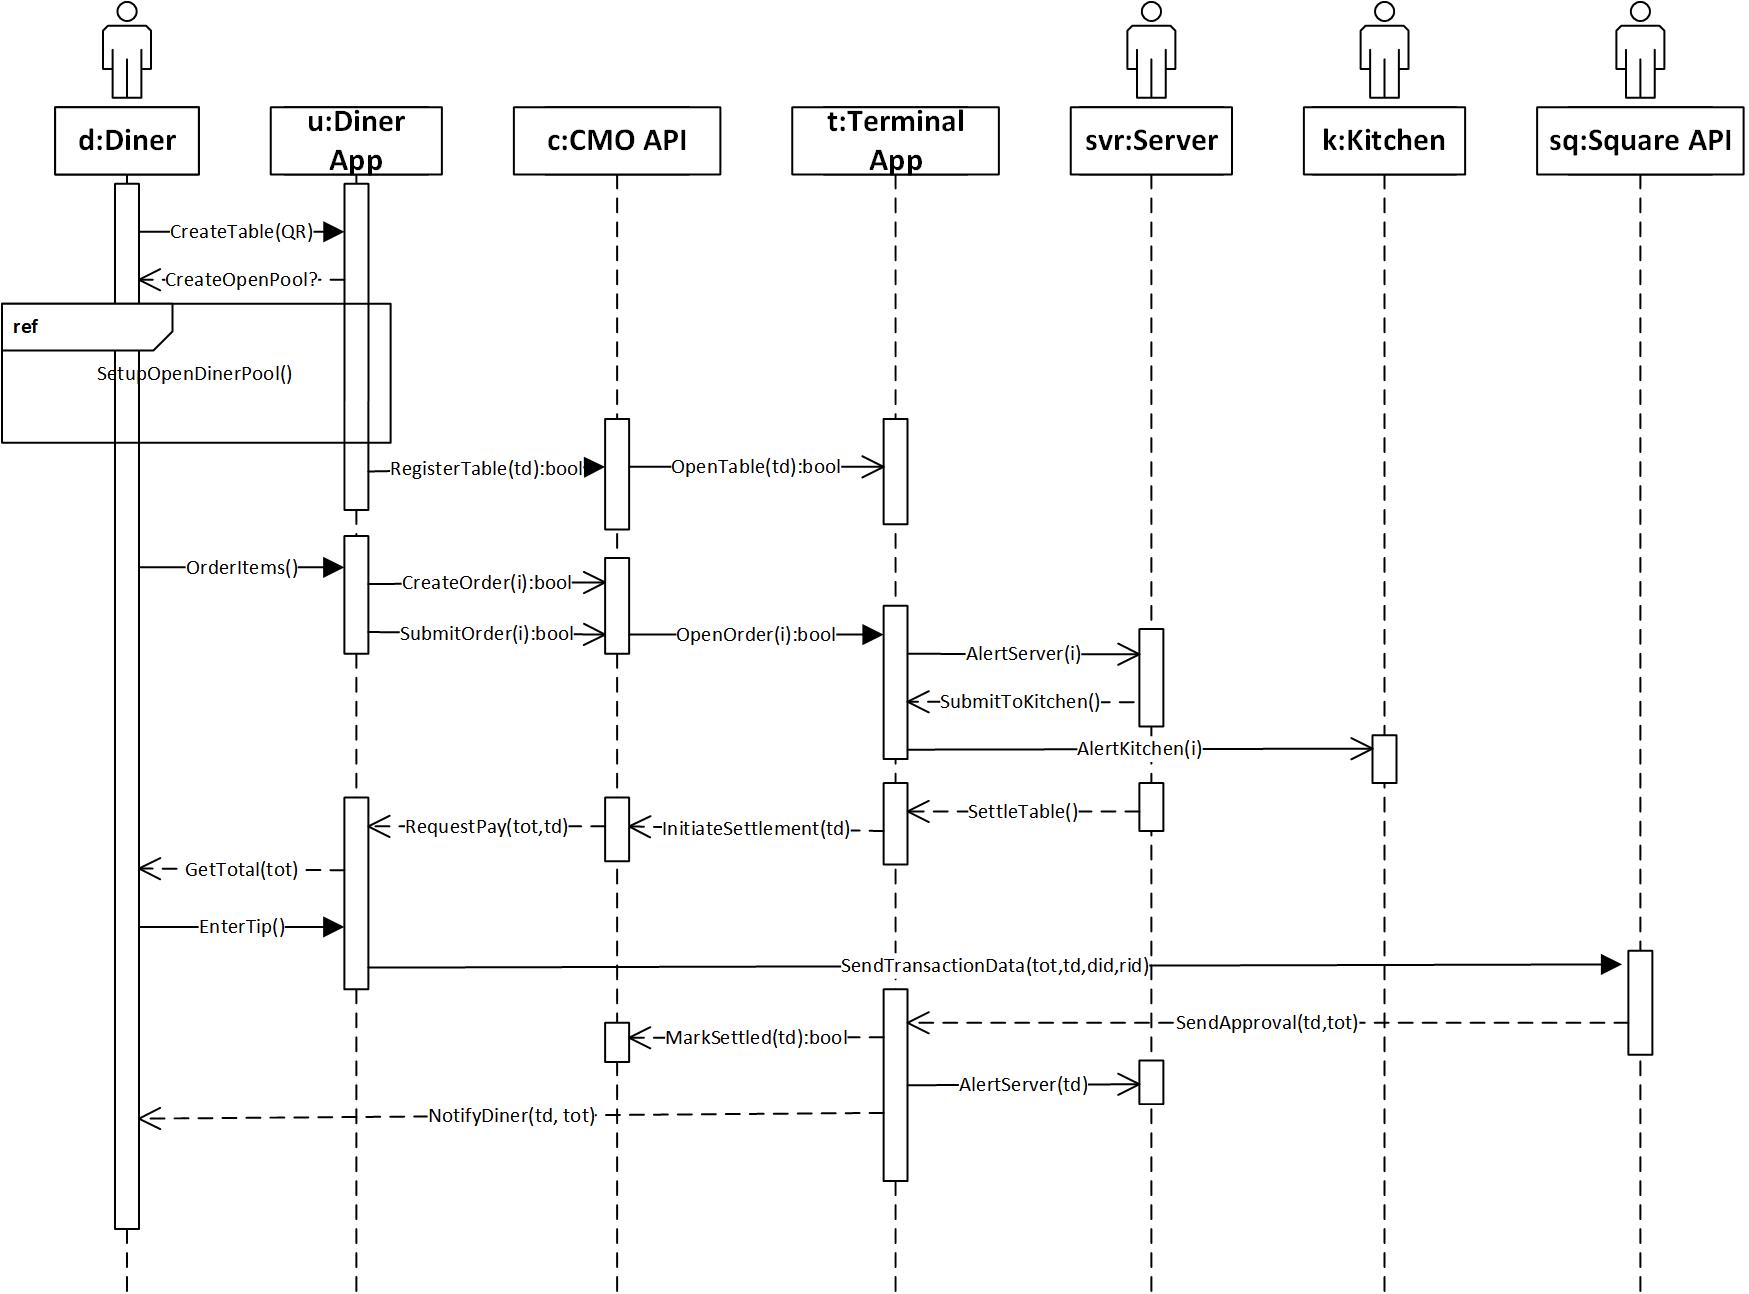 d:Diner
u:Diner
App
c:CMO API
t:Terminal
App
svr:Server
k:Kitchen
sq:Square API
CreateTable(QR)
CreateOpenPool?
ref
SetupOpenDinerPool()
RegisterTable(td):bool
OpenTable(td):bool
OrderItems()
CreateOrder(i):bool
SubmitOrder(i):bool
OpenOrder(i):bool
AlertServer(i)
SubmitToKitchen()
AlertKitchen(i)
SettleTable()
InitiateSettlement(td)
RequestPay(tot,td)
GetTotal(tot)
EnterTip()
SendTransactionData(tot,td,did,rid)
SendApproval(td,tot)
MarkSettled(td):bool
AlertServer(td)
NotifyDiner(td, tot)